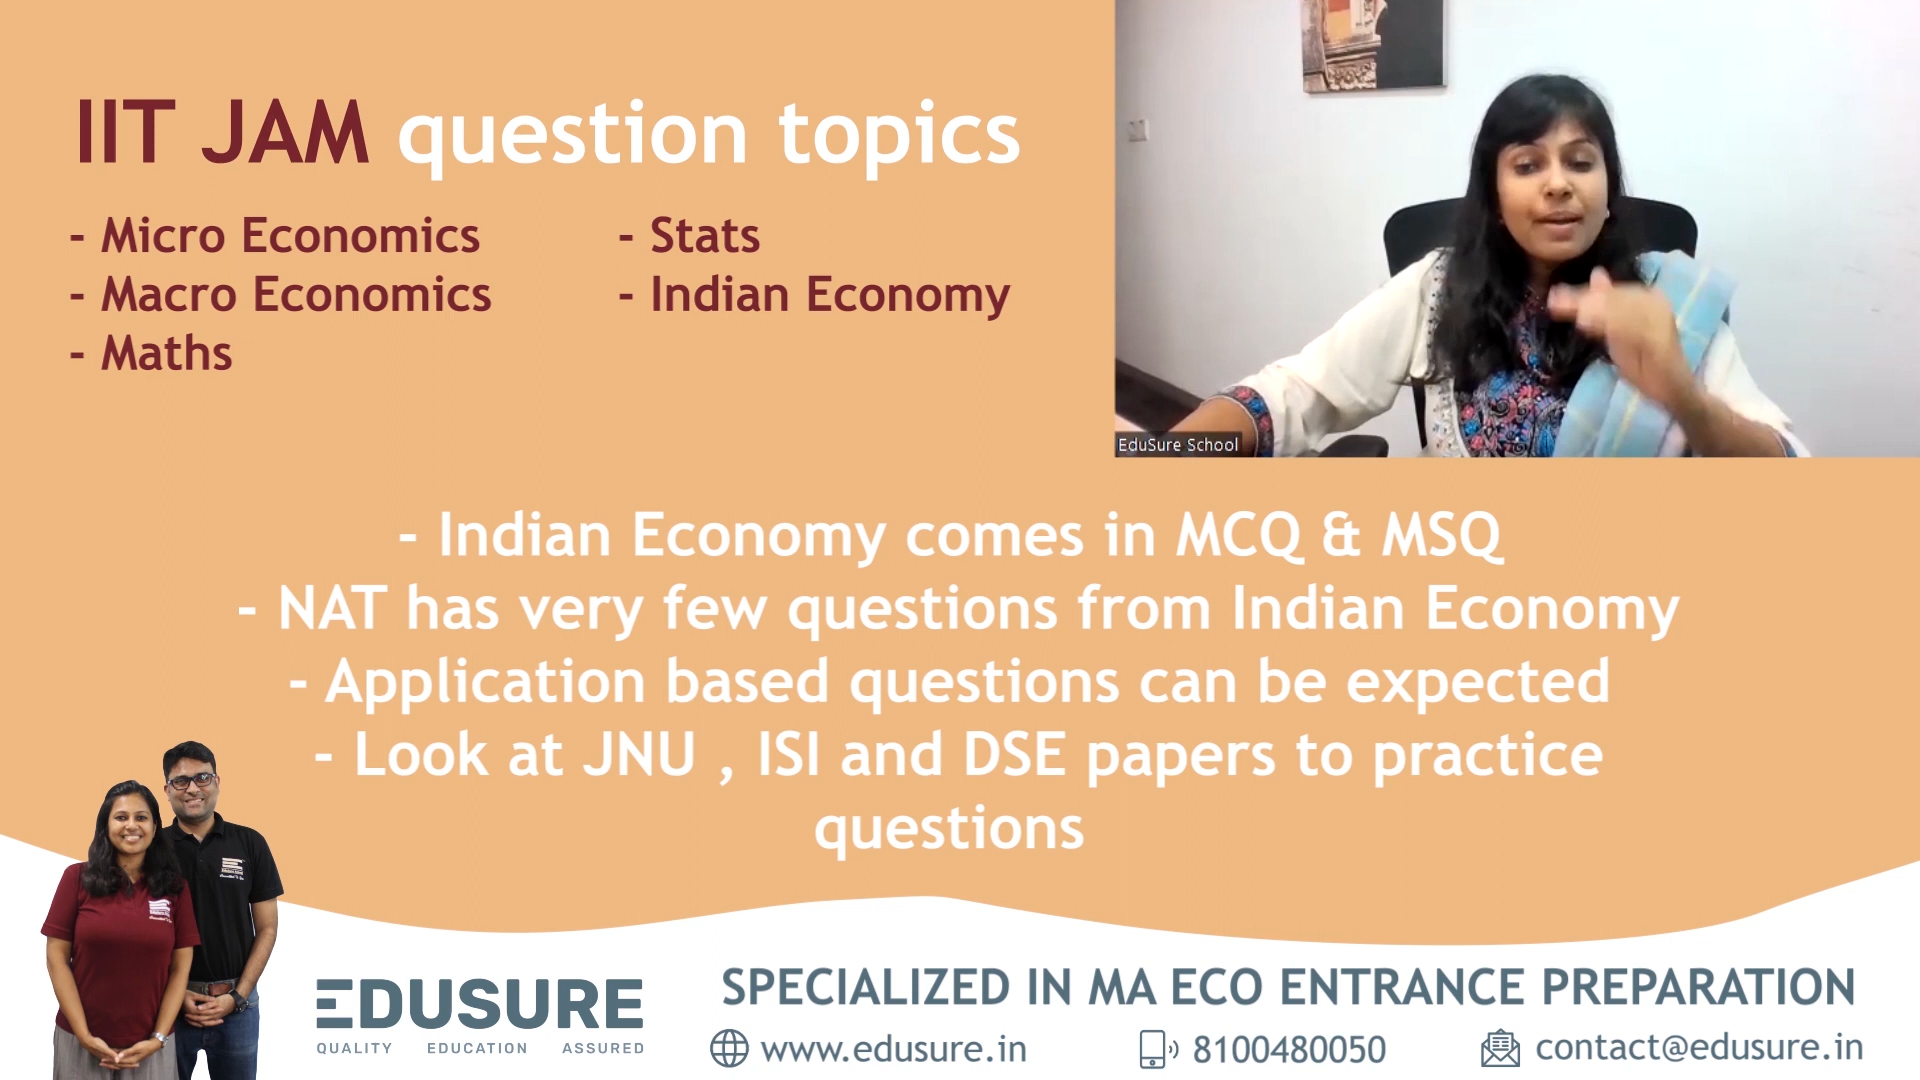 IIT JAM question topics
- Micro Economics
- Macro Economics
- Maths
- Stats
- Indian Economy
EduSure School
- Indian Economy comes in MCQ & MSQ
- NAT has very few questions from Indian Economy
- Application based questions can be expected
- Look at JNU , ISI and DSE papers to practice
questions
EDUSURE
QUALITY EDUCATION ASSURED
SPECIALIZED IN MA ECO ENTRANCE PREPARATION
www.edusure.in
8100480050
contact@edusure.in